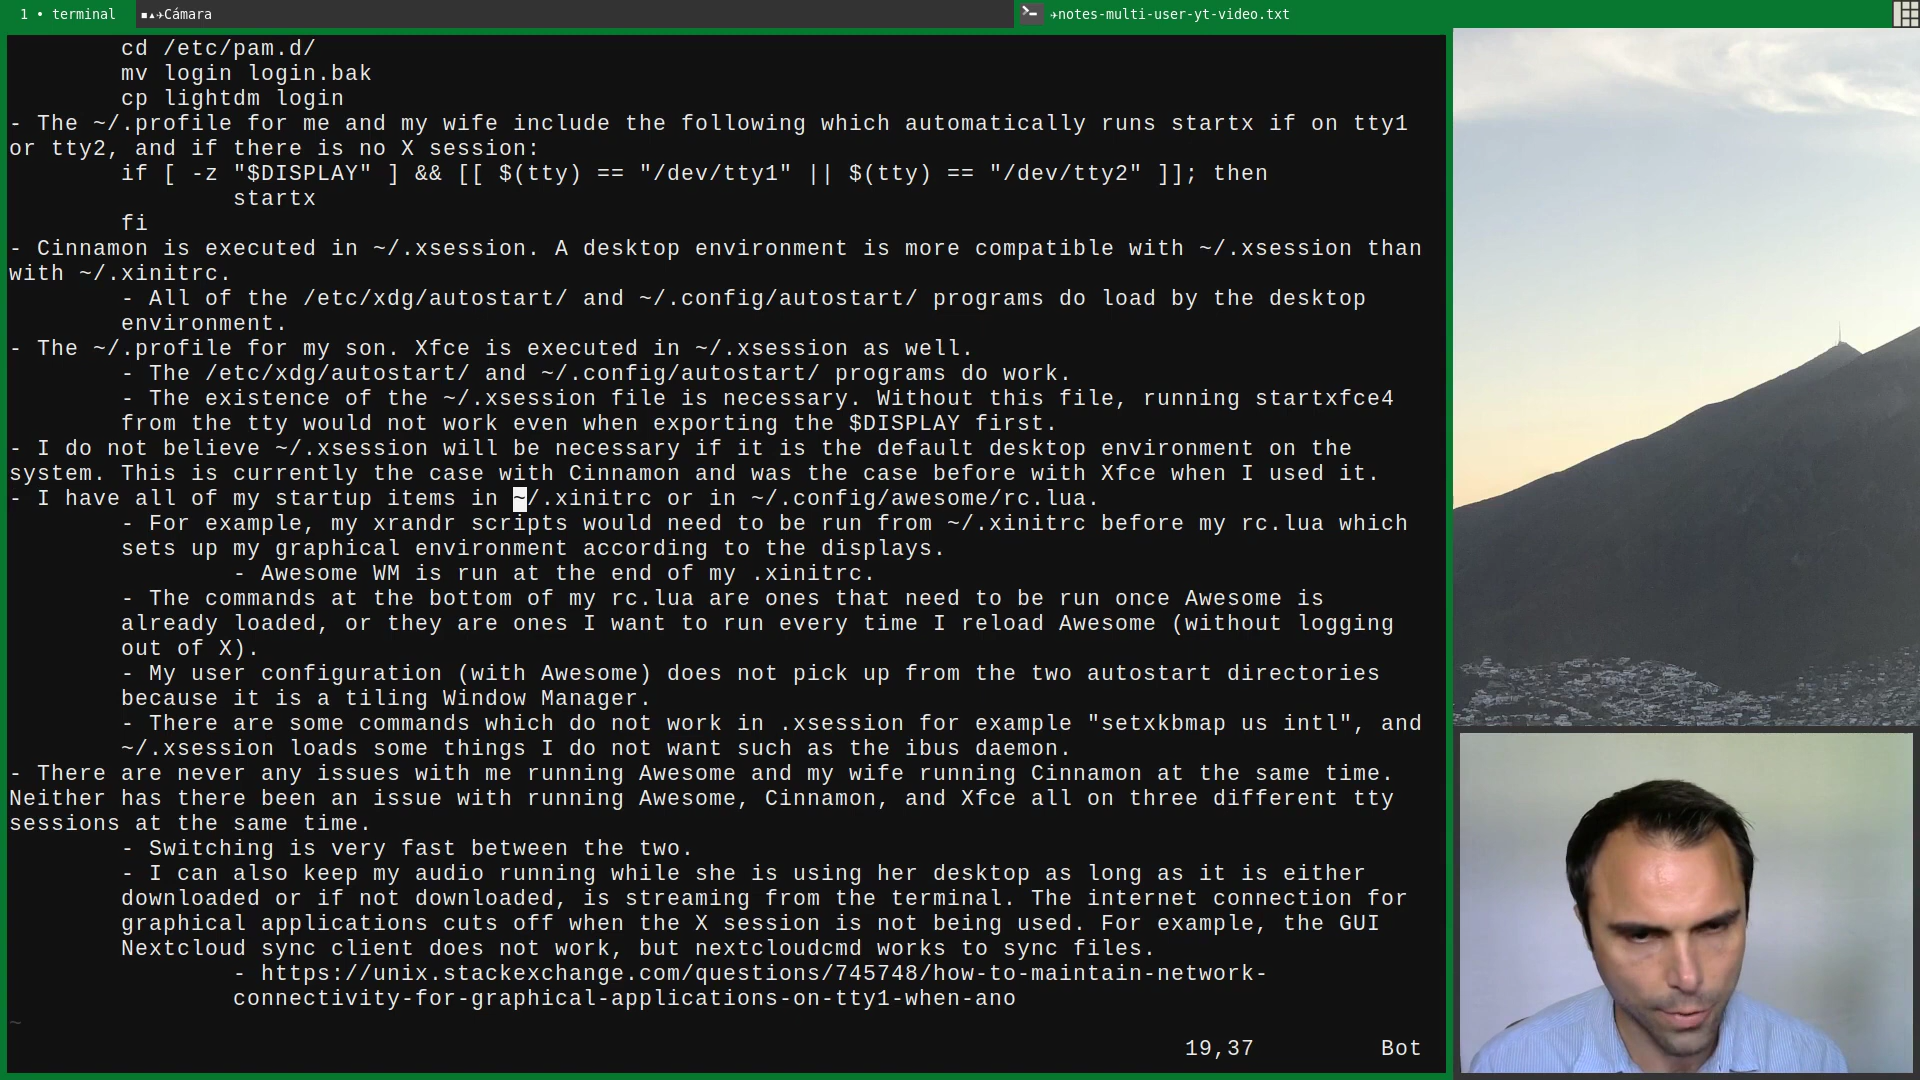 1 • terminal
Cámara
notes-multi-user-yt-video.txt
cd /etc/pam.d/
mv login login.bak
cp lightdm login
- The ~/.profile for me and my wife include the following which automatically runs startx if on tty1
or tty2, and if there is no X session:
if [ -z "$DISPLAY" ] && [[ $(tty) == "/dev/tty1" || $(tty) == "/dev/tty2" ]]; then
startx
fi
- Cinnamon is executed in ~/.xsession. A desktop environment is more compatible with ~/.xsession than
with ~/.xinitrc.
- All of the /etc/xdg/autostart/ and ~/.config/autostart/ programs do load by the desktop
environment.
- The ~/.profile for my son. Xfce is executed in ~/.xsession as well.
- The /etc/xdg/autostart/ and ~/.config/autostart/ programs do work.
- The existence of the ~/.xsession file is necessary. Without this file, running startxfce4
from the tty would not work even when exporting the $DISPLAY first.
- I do not believe ~/.xsession will be necessary if it is the default desktop environment on the
system. This is currently the case with Cinnamon and was the case before with Xfce when I used it.
- I have all of my startup items in ~/.xinitrc or in ~/.config/awesome/rc.lua.
- For example, my xrandr scripts would need to be run from ~/.xinitrc before my rc.lua which
sets up my graphical environment according to the displays.
- Awesome WM is run at the end of my .xinitrc.
- The commands at the bottom of my rc.lua are ones that need to be run once Awesome is
already loaded, or they are ones I want to run every time I reload Awesome (without logging
out of X).
- My user configuration (with Awesome) does not pick up from the two autostart directories
because it is a tiling Window Manager.
- There are some commands which do not work in .xsession for example "setxkbmap us intl", and
~/.xsession loads some things I do not want such as the ibus daemon.
- There are never any issues with me running Awesome and my wife running Cinnamon at the same time.
Neither has there been an issue with running Awesome, Cinnamon, and Xfce all on three different tty
sessions at the same time.
- Switching is very fast between the two.
- I can also keep my audio running while she is using her desktop as long as it is either
downloaded or if not downloaded, is streaming from the terminal. The internet connection for
graphical applications cuts off when the X session is not being used. For example, the GUI
Nextcloud sync client does not work, but nextcloudcmd works to sync files.
- https://unix.stackexchange.com/questions/745748/how-to-maintain-network-
connectivity-for-graphical-applications-on-tty1-when-ano
~
19,37 Bot